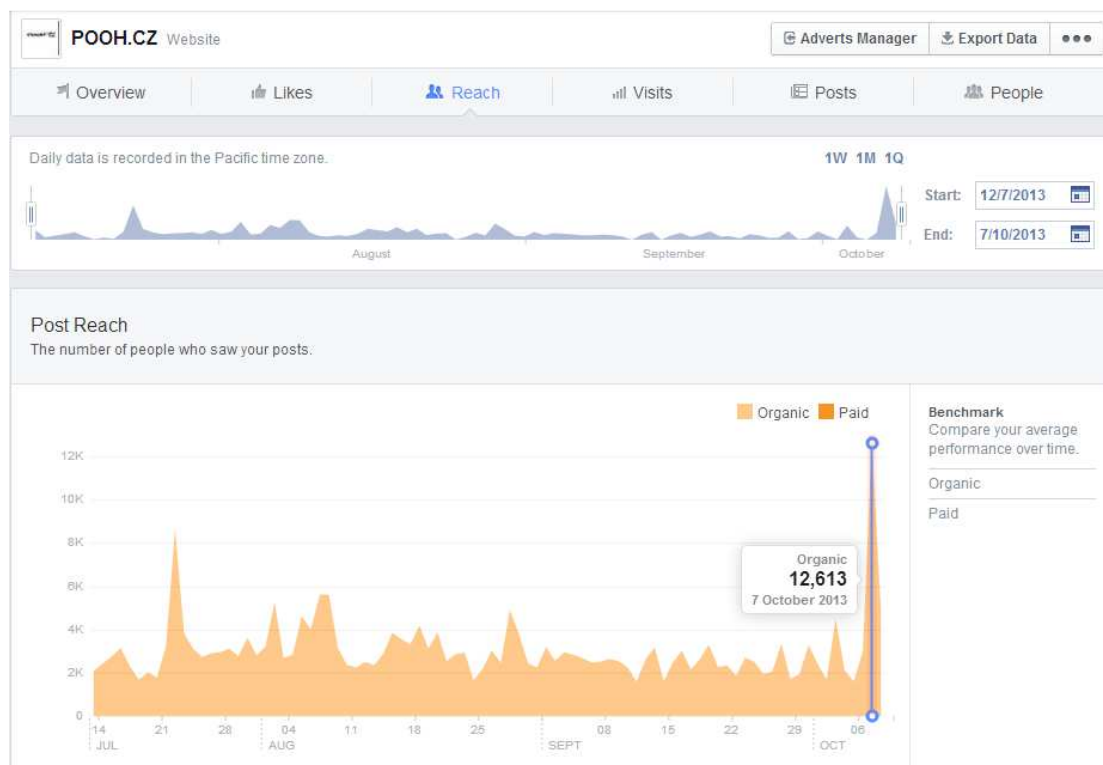 POOH.CZ Website
Adverts Manager Export Data
Overview Likes Reach Visits Posts People
Daily data is recorded in the Pacific time zone.
1W 1M 1Q
Start: 12/7/2013
End: 7/10/2013
August September October
Post Reach
The number of people who saw your posts.
Organic Paid
Benchmark
Compare your average
performance over time.
Organic
Paid
12K
10K
8K
6K
4K
2K
0
Organic
12,613
7 October 2013
14 21 28 04 11 18 25 08 15 22 29 06
JUL AUG SEPT OCT